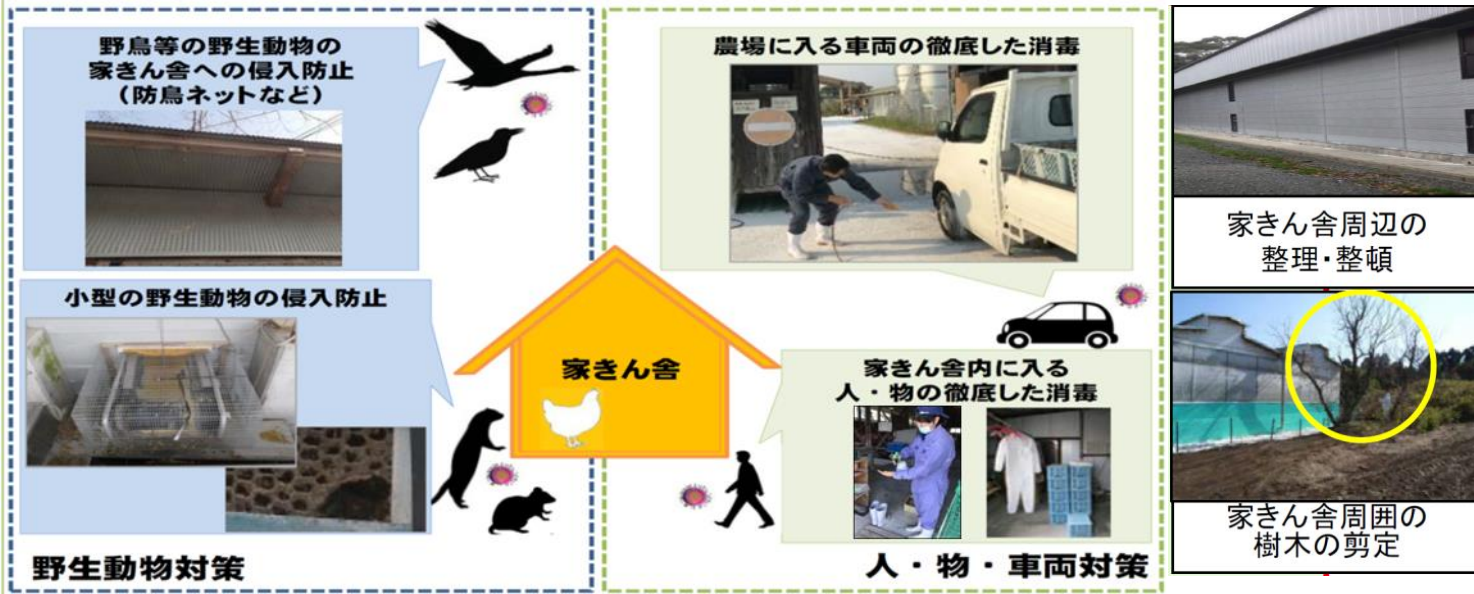 野鳥等の野生動物の
家きん舎への侵入防止
(防鳥ネットなど)
小型の野生動物の侵入防止
野生動物対策
家きん舎
農場に入る車両の徹底した消毒
家きん舎内に入る
人・物の徹底した消毒
人・物・車両対策
家きん舎周辺の
整理・整頓
家きん舎周囲の
樹木の剪定